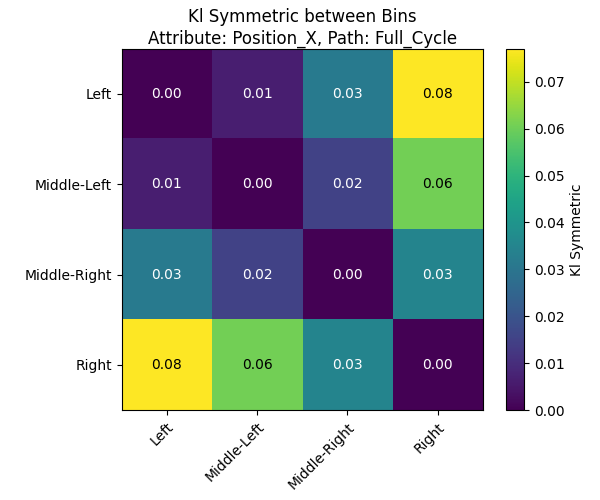 Kl Symmetric between Bins
Attribute: Position_X, Path: Full_Cycle
Left
0.00
0.01
0.03
0.08
Middle-Left
0.01
0.00
0.02
0.06
Middle-Right
0.03
0.02
0.00
0.03
Right
0.08
0.06
0.03
0.00
Left
Middle-Left
Middle-Right
Right
0.07
0.06
0.05
0.04
0.03
0.02
0.01
0.00
Kl Symmetric